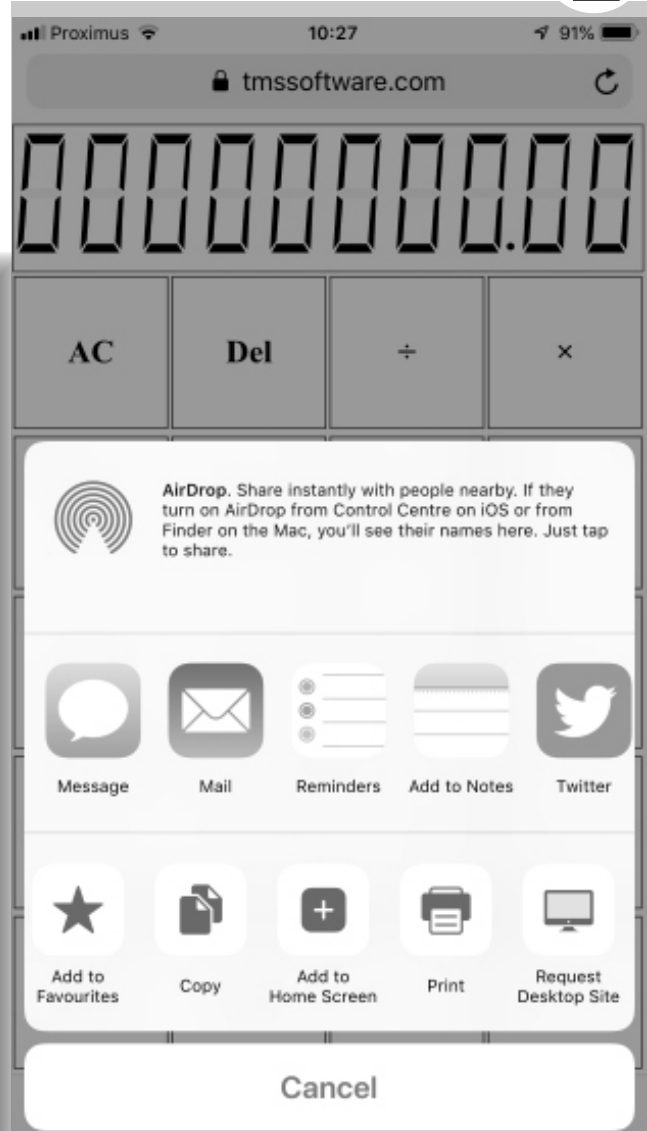 Proximus 10:27 91%
tmssoftware.com
00000000.00
AC Del ÷ ×
AirDrop. Share instantly with people nearby. If they
turn on AirDrop from Control Centre on iOS or from
Finder on the Mac, you'll see their names here. Just tap
to share.
Message Mail Reminders Add to Notes Twitter
Add to Favourites Copy Add to Home Screen Print Request Desktop Site
Cancel